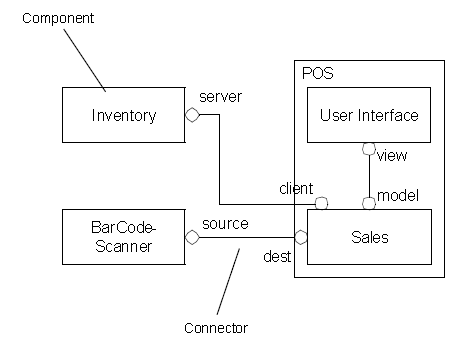 Component
POS
server
Inventory
User Interface
view
client
model
BarCode-
Scanner
source
Sales
dest
Connector